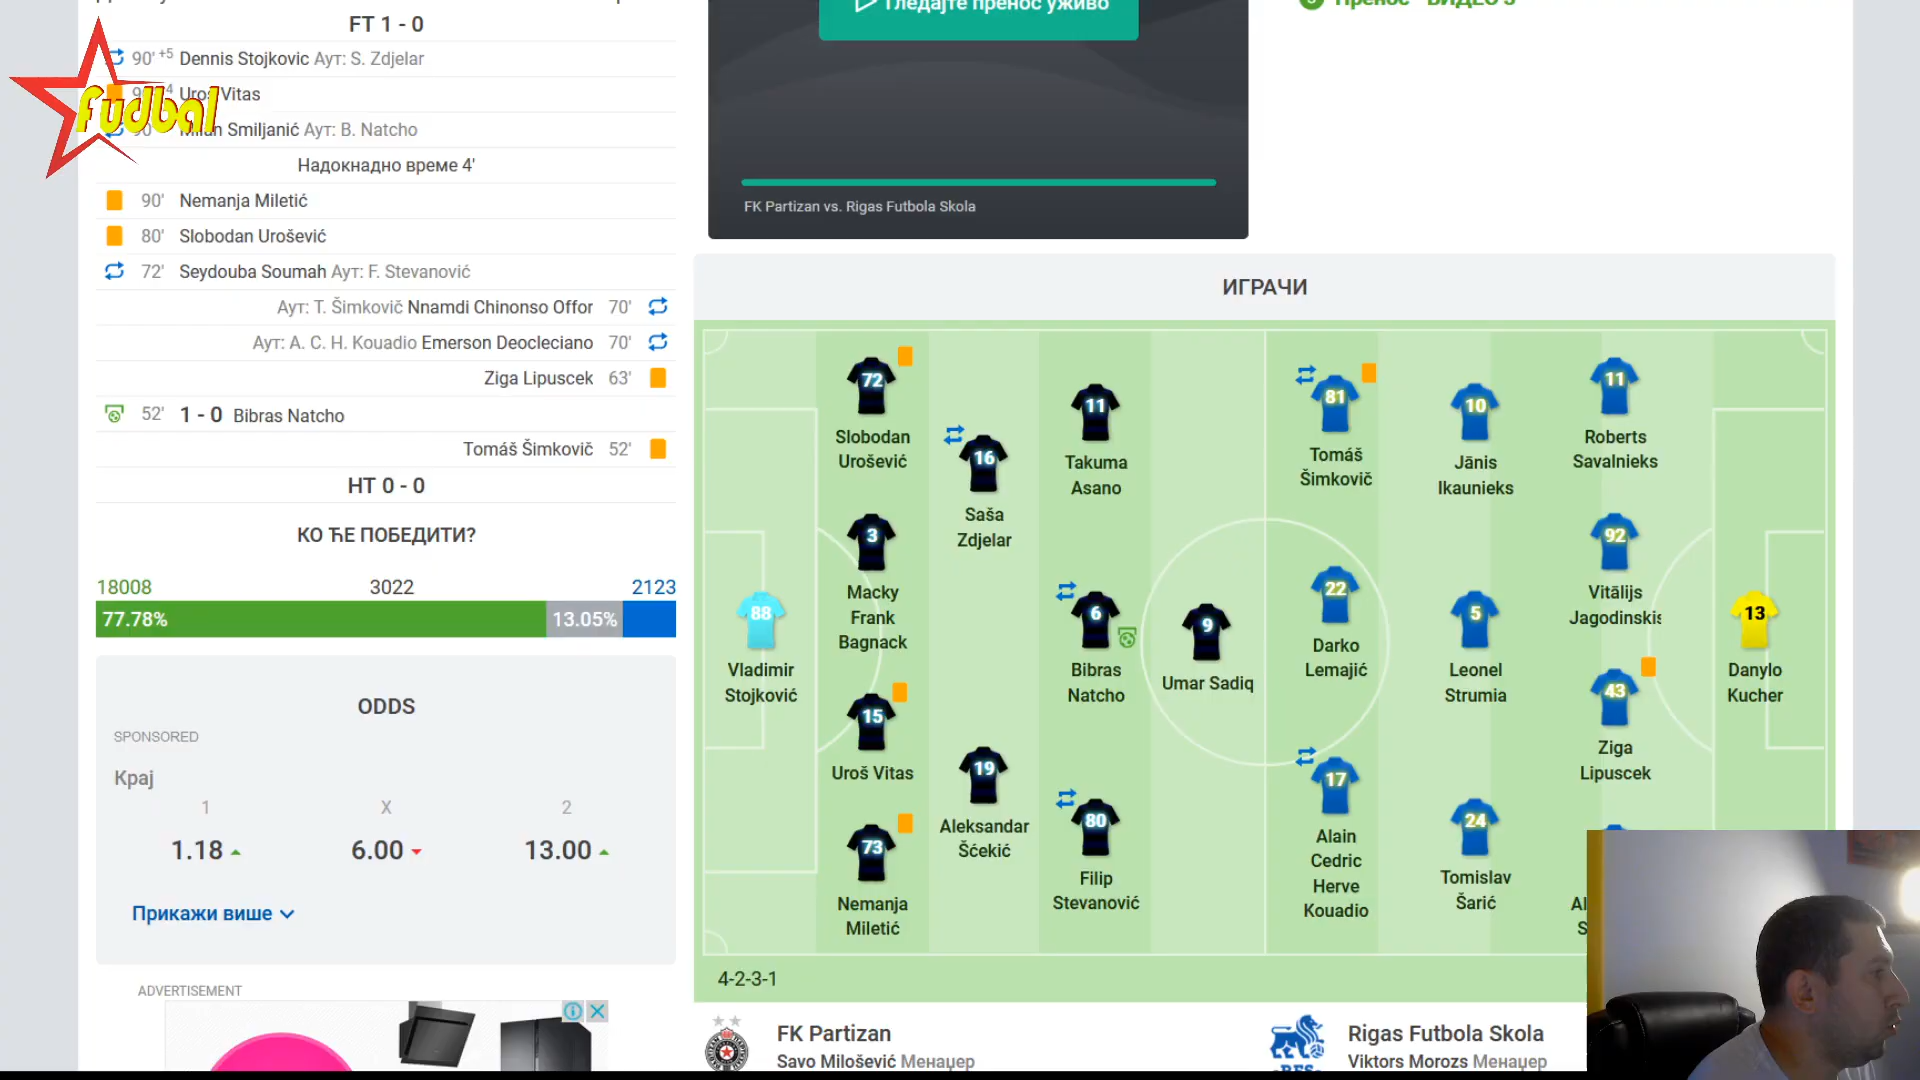 FT 1 - 0
90' +5 Dennis Stojkovic Аут: S. Zdjelar
Uroš Vitas
fudbal
Milan Smiljanić Аут: B. Natcho
Надокнадно време 4'
90' Nemanja Miletić
80' Slobodan Urošević
72' Seydouba Soumah Аут: F. Stevanović
Аут: T. Šimkovič Nnamdi Chinonso Offor 70'
Аут: A. C. H. Kouadio Emerson Deocleciano 70'
Ziga Lipuscek 63'
52' 1 - 0 Bibras Natcho
Tomáš Šimkovič 52'
HT 0 - 0
КО ЋЕ ПОБЕДИТИ?
18008 3022 2123
77.78% 13.05%
ODDS
SPONSORED
Крај
1 X 2
1.18 6.00 13.00
Прикажи више
ADVERTISEMENT
Гледајте пренос уживо
FK Partizan vs. Rigas Futbola Skola
ИГРАЧИ
88
Vladimir
Stojković
72
Slobodan
Urošević
3
Macky
Frank
Bagnack
15
Uroš Vitas
73
Nemanja
Miletić
16
Saša
Zdjelar
19
Aleksandar
Šćekić
11
Takuma
Asano
6
Bibras
Natcho
80
Filip
Stevanović
9
Umar Sadiq
81
Tomáš
Šimkovič
22
Darko
Lemajić
17
Alain
Cedric
Herve
Kouadio
10
Jānis
Ikaunieks
5
Leonel
Strumia
24
Tomislav
Šarić
11
Roberts
Savalnieks
92
Vitālijs
Jagodinskis
43
Ziga
Lipuscek
13
Danylo
Kucher
4-2-3-1
FK Partizan
Savo Milošević Менаџер
Rigas Futbola Skola
Viktors Morozs Менаџер